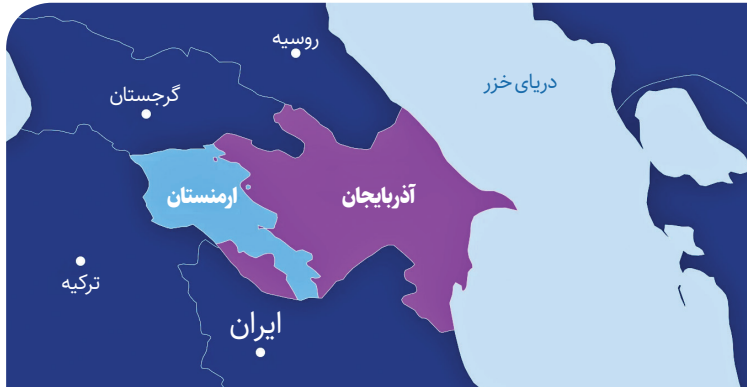 روسیه
دریای خزر
گرجستان
آذربایجان
ارمنستان
ترکیه
ایران